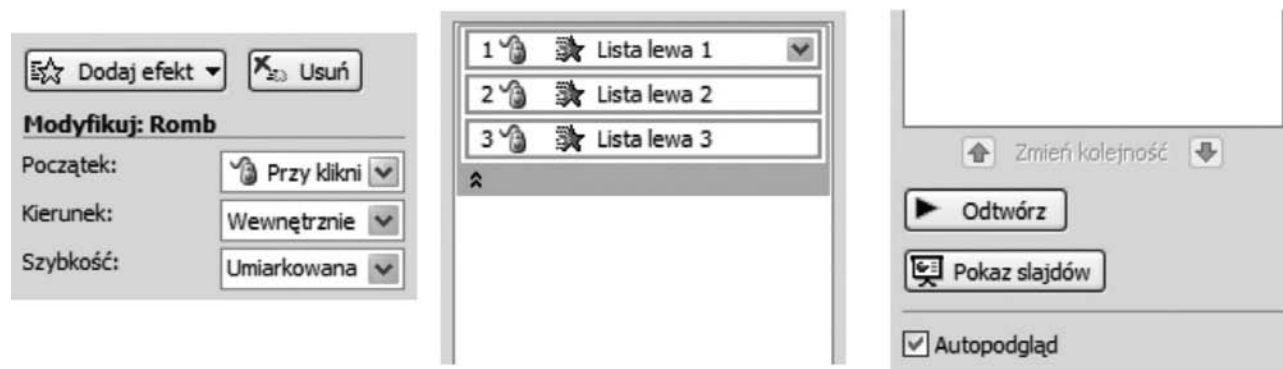 Dodaj efekt Usuń
Modyfikuj: Romb
Początek: Przy klikni
Kierunek: Wewnętrznie
Szybkość: Umiarkowana
1 Lista lewa 1
2 Lista lewa 2
3 Lista lewa 3
Zmień kolejność
Odtwórz
Pokaz slajdów
Autopodgląd